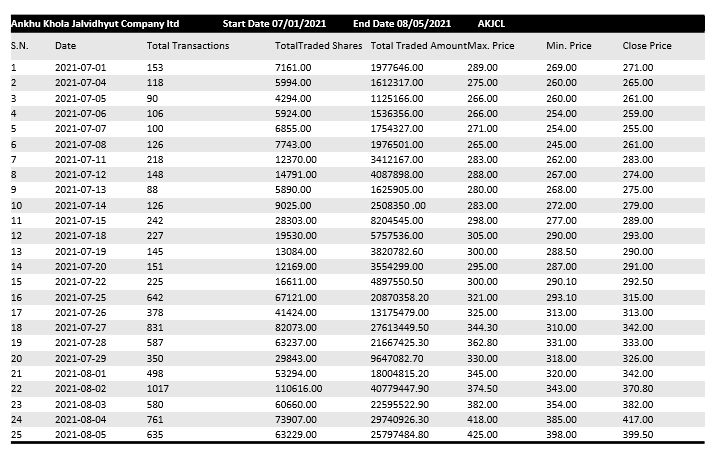 Ankhu Khola Jalvidhyut Company ltd Start Date 07/01/2021 End Date 08/05/2021 AKJCL
S.N. Date Total Transactions TotalTraded Shares Total Traded AmountMax. Price Min. Price Close Price
1 2021-07-01 153 7161.00 1977646.00 289.00 269.00 271.00
2 2021-07-04 118 5994.00 1612317.00 275.00 260.00 265.00
3 2021-07-05 90 4294.00 1125166.00 266.00 260.00 261.00
4 2021-07-06 106 5924.00 1536356.00 266.00 254.00 259.00
5 2021-07-07 100 6855.00 1754327.00 271.00 254.00 255.00
6 2021-07-08 126 7743.00 1976501.00 265.00 245.00 261.00
7 2021-07-11 218 12370.00 3412167.00 283.00 262.00 283.00
8 2021-07-12 148 14791.00 4087898.00 288.00 267.00 274.00
9 2021-07-13 88 5890.00 1625905.00 280.00 268.00 275.00
10 2021-07-14 126 9025.00 2508350 .00 283.00 272.00 279.00
11 2021-07-15 242 28303.00 8204545.00 298.00 277.00 289.00
12 2021-07-18 227 19530.00 5757536.00 305.00 290.00 293.00
13 2021-07-19 145 13084.00 3820782.60 300.00 288.50 290.00
14 2021-07-20 151 12169.00 3554299.00 295.00 287.00 291.00
15 2021-07-22 225 16611.00 4897550.50 300.00 290.10 292.50
16 2021-07-25 642 67121.00 20870358.20 321.00 293.10 315.00
17 2021-07-26 378 41424.00 13175479.00 325.00 313.00 313.00
18 2021-07-27 831 82073.00 27613449.50 344.30 310.00 342.00
19 2021-07-28 587 63237.00 21667425.30 362.80 331.00 333.00
20 2021-07-29 350 29843.00 9647082.70 330.00 318.00 326.00
21 2021-08-01 498 53294.00 18004815.20 345.00 320.00 342.00
22 2021-08-02 1017 110616.00 40779447.90 374.50 343.00 370.80
23 2021-08-03 580 60660.00 22595522.90 382.00 354.00 382.00
24 2021-08-04 761 73907.00 29740926.30 418.00 385.00 417.00
25 2021-08-05 635 63229.00 25797484.80 425.00 398.00 399.50